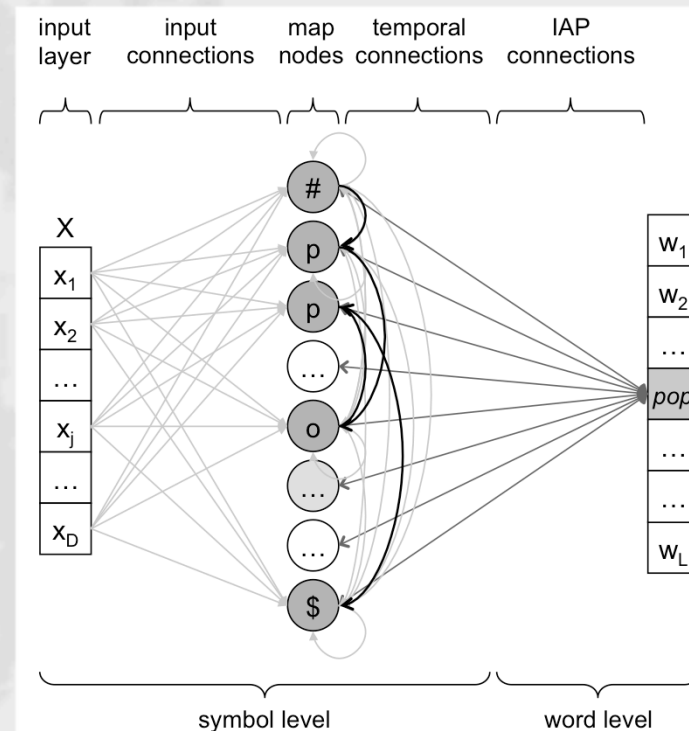 input layer
input connections
map nodes
temporal connections
IAP connections
X
x1
x2
...
xj
...
xD
#
p
p
...
o
...
...
$
w1
w2
...
pop
...
...
wL
symbol level
word level